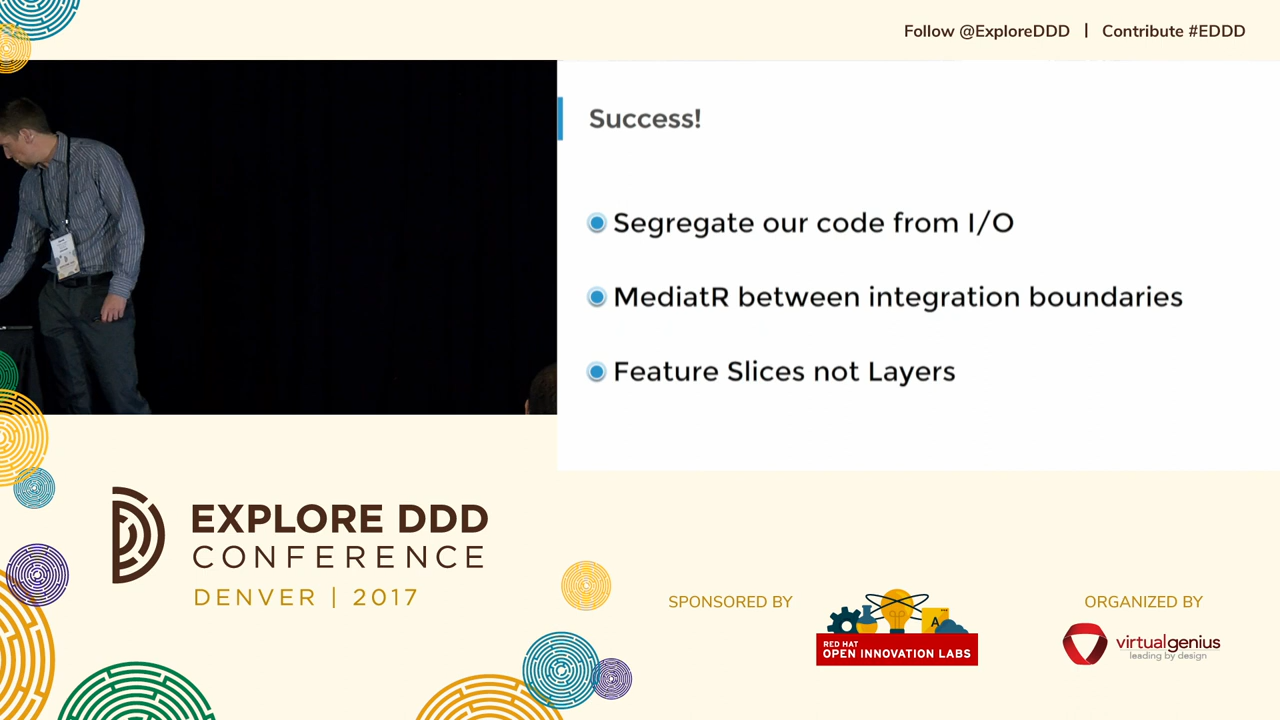 Follow @ExploreDDD | Contribute #EDDD
Success!
Segregate our code from I/O
MediatR between integration boundaries
Feature Slices not Layers
EXPLORE DDD
CONFERENCE
DENVER | 2017
SPONSORED BY
RED HAT
OPEN INNOVATION LABS
A
ORGANIZED BY
virtualgenius
leading by design